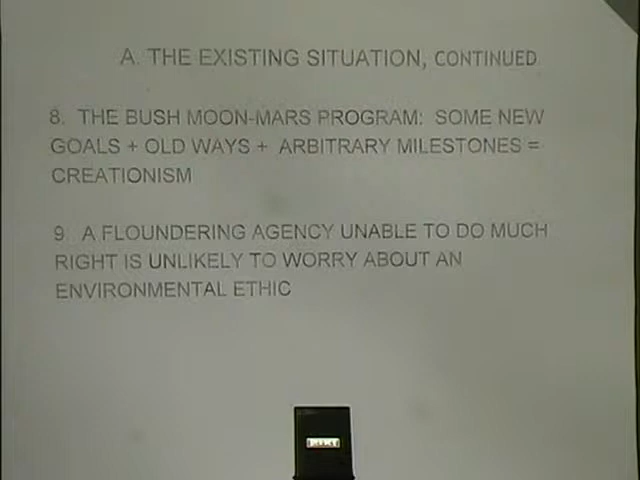 A. THE EXISTING SITUATION, CONTINUED
8. THE BUSH MOON-MARS PROGRAM: SOME NEW
GOALS + OLD WAYS + ARBITRARY MILESTONES =
CREATIONISM
9. A FLOUNDERING AGENCY UNABLE TO DO MUCH
RIGHT IS UNLIKELY TO WORRY ABOUT AN
ENVIRONMENTAL ETHIC